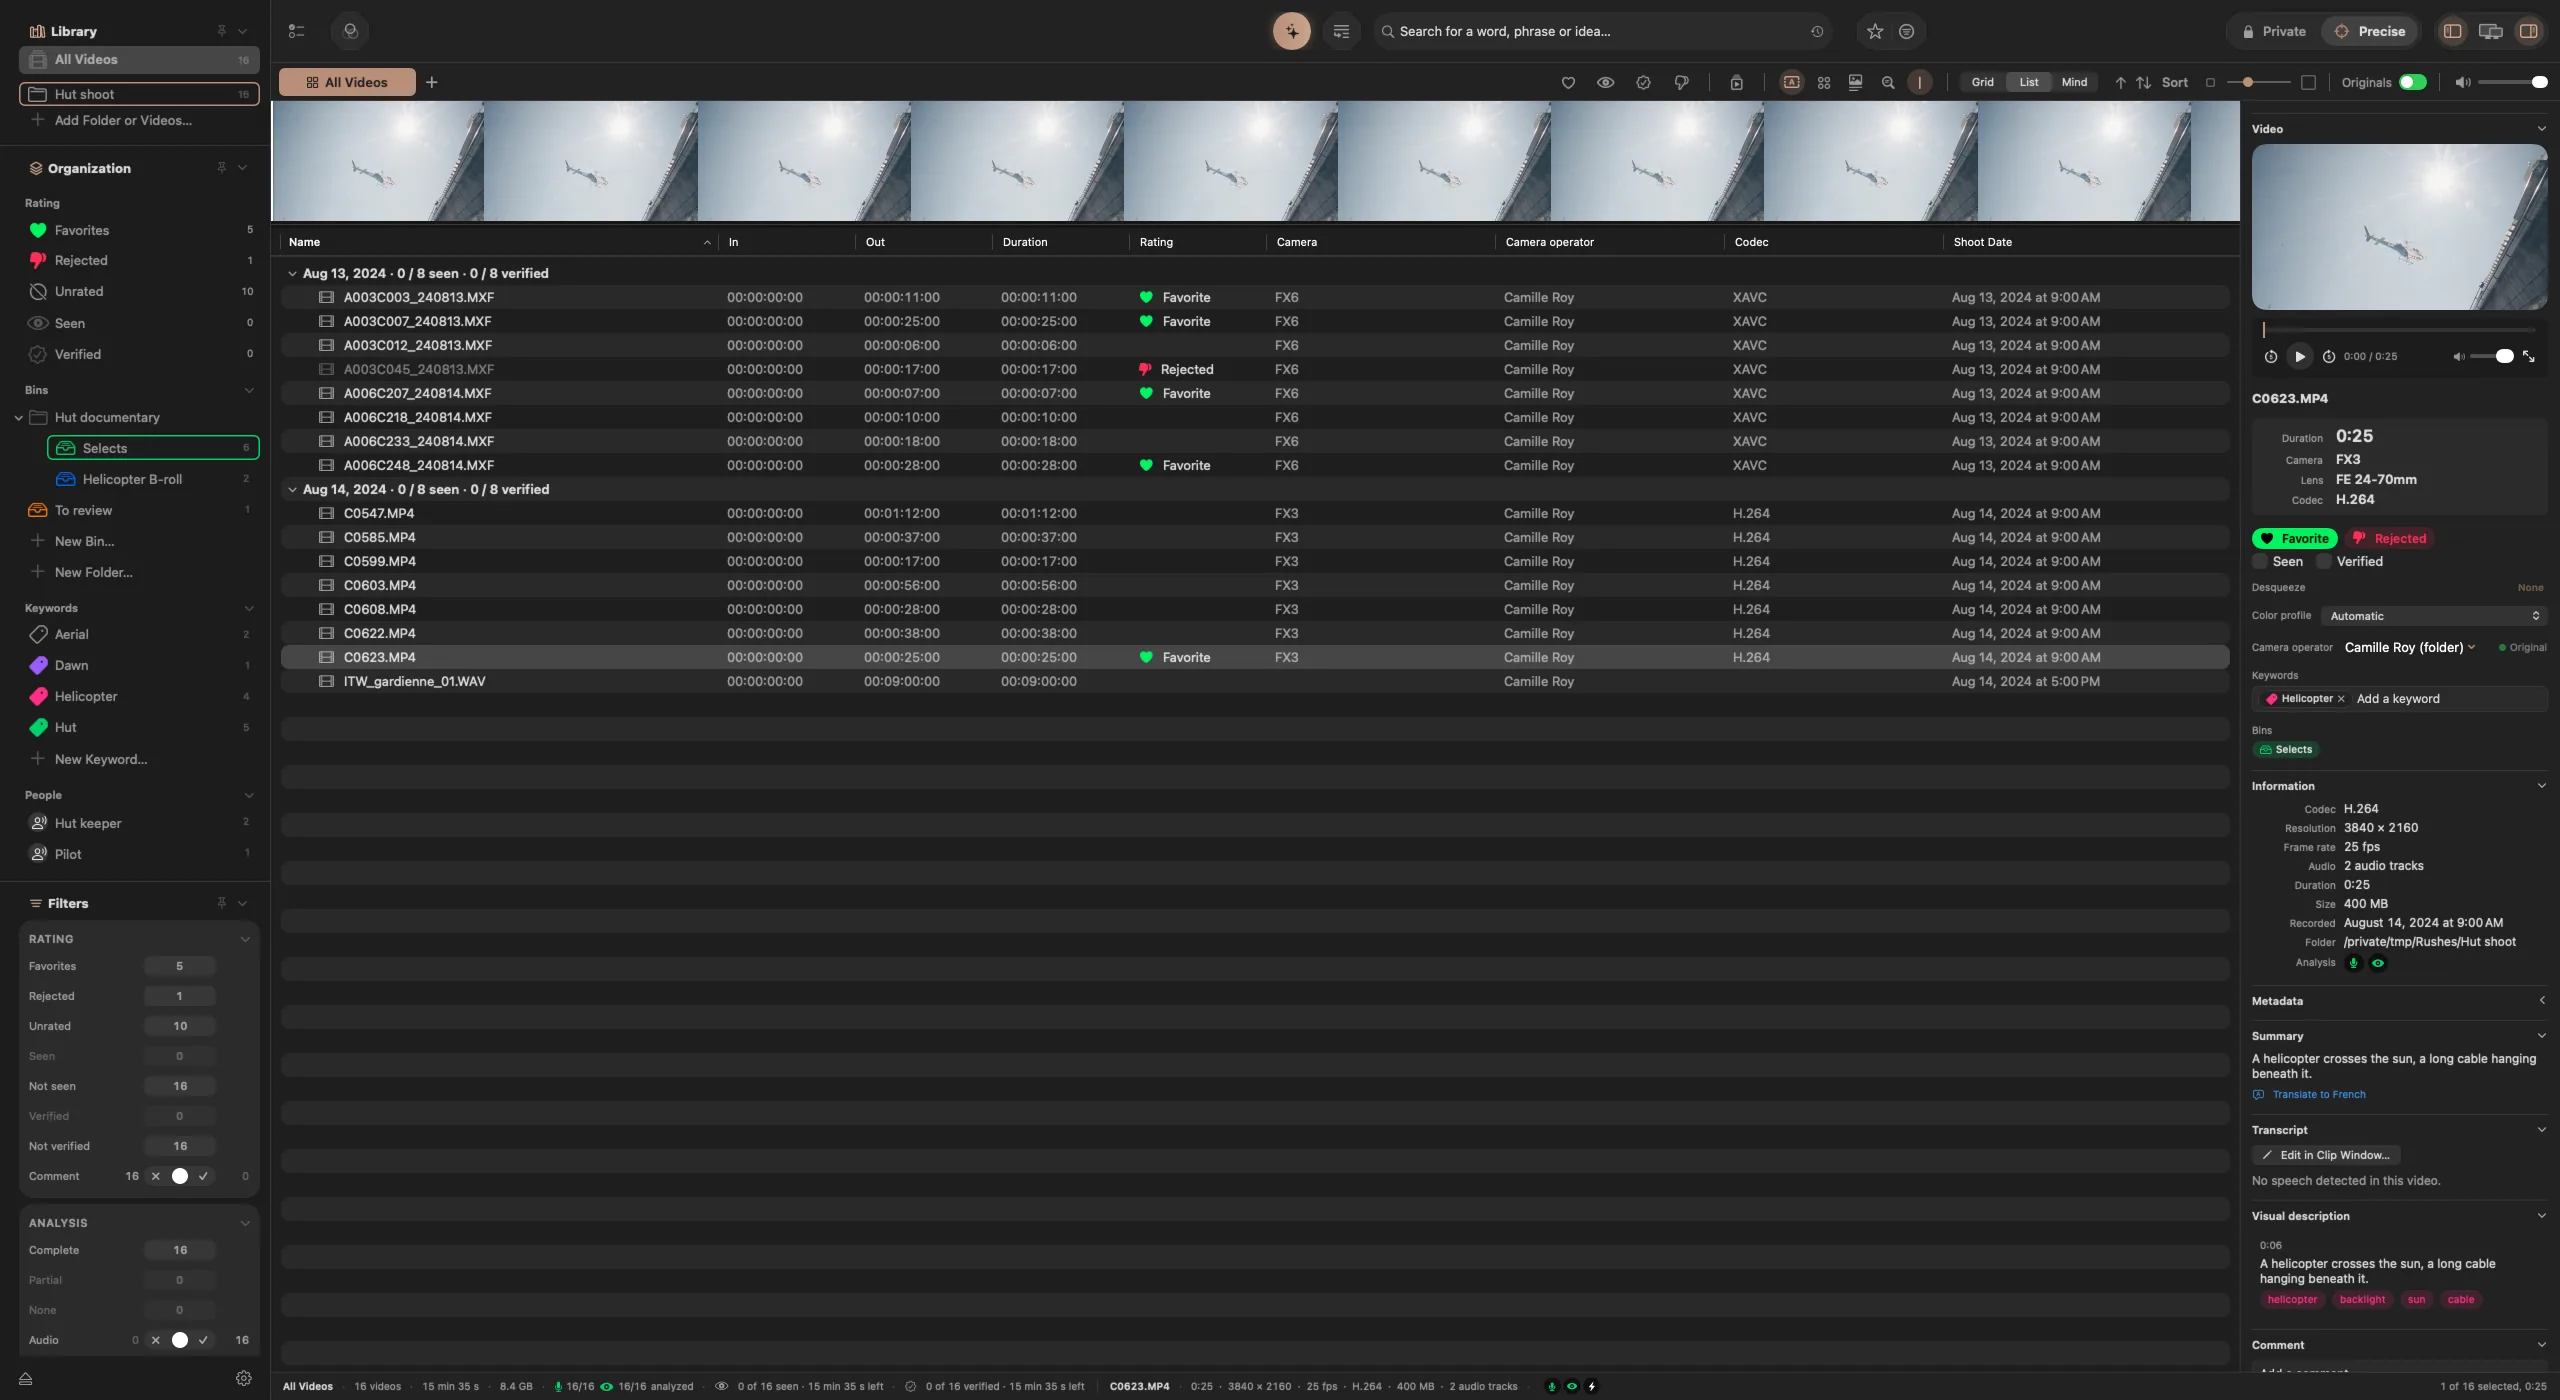 Library
All Videos 16
Hut shoot 16
Add Folder or Videos...
Organization
Rating
Favorites 5
Rejected 1
Unrated 10
Seen 0
Verified 0
Bins
Hut documentary
Selects 6
Helicopter B-roll 2
To review 1
New Bin...
New Folder...
Keywords
Aerial 2
Dawn 1
Helicopter 4
Hut 5
New Keyword...
People
Hut keeper 2
Pilot 1
Filters
RATING
Favorites 5
Rejected 1
Unrated 10
Seen 0
Not seen 16
Verified 0
Not verified 16
Comment 16 0
ANALYSIS
Complete 16
Partial 0
None 0
Audio 0 16
Search for a word, phrase or idea...
Private Precise
All Videos
Grid List Mind Sort Originals
Name In Out Duration Rating Camera Camera operator Codec Shoot Date
Aug 13, 2024 · 0 / 8 seen · 0 / 8 verified
A003C003_240813.MXF 00:00:00:00 00:00:11:00 00:00:11:00 Favorite FX6 Camille Roy XAVC Aug 13, 2024 at 9:00 AM
A003C007_240813.MXF 00:00:00:00 00:00:25:00 00:00:25:00 Favorite FX6 Camille Roy XAVC Aug 13, 2024 at 9:00 AM
A003C012_240813.MXF 00:00:00:00 00:00:06:00 00:00:06:00 FX6 Camille Roy XAVC Aug 13, 2024 at 9:00 AM
A003C045_240813.MXF 00:00:00:00 00:00:17:00 00:00:17:00 Rejected FX6 Camille Roy XAVC Aug 13, 2024 at 9:00 AM
A006C207_240814.MXF 00:00:00:00 00:00:07:00 00:00:07:00 Favorite FX6 Camille Roy XAVC Aug 13, 2024 at 9:00 AM
A006C218_240814.MXF 00:00:00:00 00:00:10:00 00:00:10:00 FX6 Camille Roy XAVC Aug 13, 2024 at 9:00 AM
A006C233_240814.MXF 00:00:00:00 00:00:18:00 00:00:18:00 FX6 Camille Roy XAVC Aug 13, 2024 at 9:00 AM
A006C248_240814.MXF 00:00:00:00 00:00:28:00 00:00:28:00 Favorite FX6 Camille Roy XAVC Aug 13, 2024 at 9:00 AM
Aug 14, 2024 · 0 / 8 seen · 0 / 8 verified
C0547.MP4 00:00:00:00 00:01:12:00 00:01:12:00 FX3 Camille Roy H.264 Aug 14, 2024 at 9:00 AM
C0585.MP4 00:00:00:00 00:00:37:00 00:00:37:00 FX3 Camille Roy H.264 Aug 14, 2024 at 9:00 AM
C0599.MP4 00:00:00:00 00:00:17:00 00:00:17:00 FX3 Camille Roy H.264 Aug 14, 2024 at 9:00 AM
C0603.MP4 00:00:00:00 00:00:56:00 00:00:56:00 FX3 Camille Roy H.264 Aug 14, 2024 at 9:00 AM
C0608.MP4 00:00:00:00 00:00:28:00 00:00:28:00 FX3 Camille Roy H.264 Aug 14, 2024 at 9:00 AM
C0622.MP4 00:00:00:00 00:00:38:00 00:00:38:00 FX3 Camille Roy H.264 Aug 14, 2024 at 9:00 AM
C0623.MP4 00:00:00:00 00:00:25:00 00:00:25:00 Favorite FX3 Camille Roy H.264 Aug 14, 2024 at 9:00 AM
ITW_gardienne_01.WAV 00:00:00:00 00:09:00:00 00:09:00:00 Camille Roy Aug 14, 2024 at 5:00 PM
Video
0:00 / 0:25
C0623.MP4
Duration 0:25
Camera FX3
Lens FE 24-70mm
Codec H.264
Favorite Rejected
Seen Verified
Desqueeze None
Color profile Automatic
Camera operator Camille Roy (folder) Original
Keywords
Helicopter Add a keyword
Bins
Selects
Information
Codec H.264
Resolution 3840 × 2160
Frame rate 25 fps
Audio 2 audio tracks
Duration 0:25
Size 400 MB
Recorded August 14, 2024 at 9:00 AM
Folder /private/tmp/Rushes/Hut shoot
Analysis
Metadata
Summary
A helicopter crosses the sun, a long cable hanging
beneath it.
Translate to French
Transcript
Edit in Clip Window...
No speech detected in this video.
Visual description
0:06
A helicopter crosses the sun, a long cable
hanging beneath it.
helicopter backlight sun cable
Comment
All Videos · 16 videos · 15 min 35 s · 8.4 GB · 16/16 16/16 analyzed · 0 of 16 seen · 15 min 35 s left · 0 of 16 verified · 15 min 35 s left C0623.MP4 · 0:25 · 3840 × 2160 · 25 fps · H.264 · 400 MB · 2 audio tracks 1 of 16 selected, 0:25